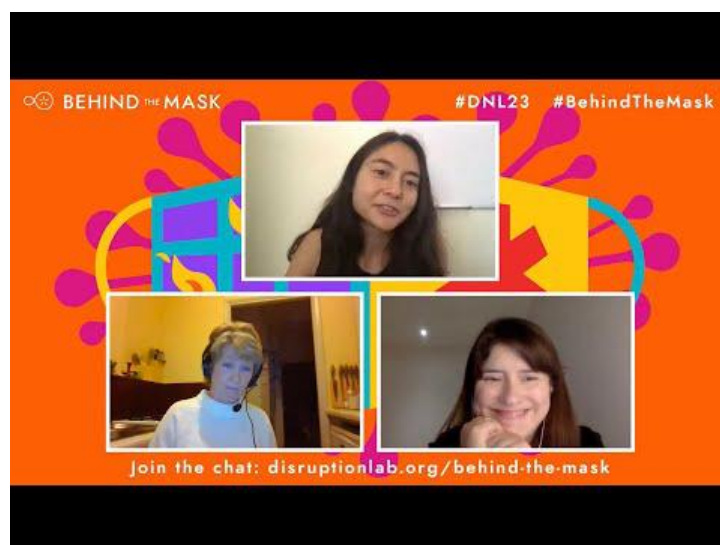 BEHIND THE MASK
#DNL23 #BehindTheMask
Join the chat: disruptionlab.org/behind-the-mask